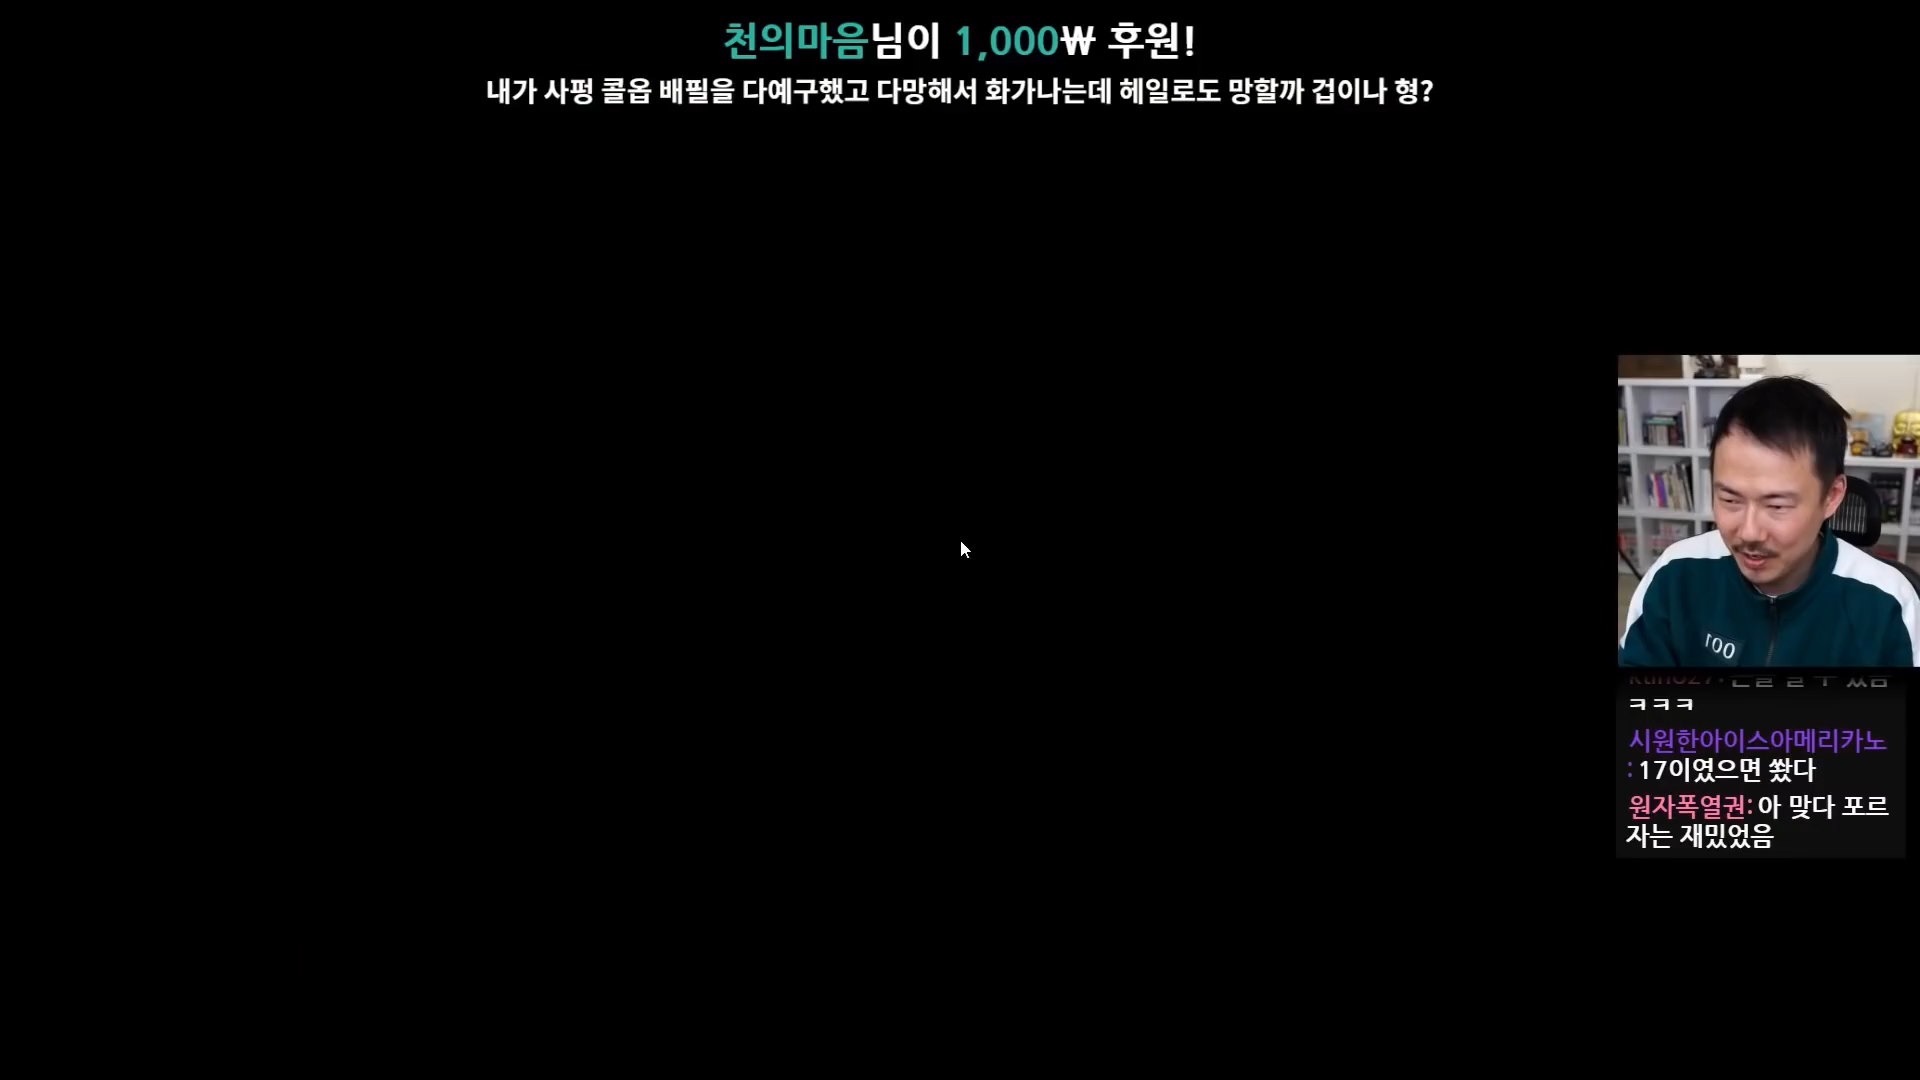 천의마음님이 1,000₩ 후원!
내가 사펑 콜옵 배필을 다예구했고 다망해서 화가나는데 헤일로도 망할까 겁이나 형?
001
ㅋㅋㅋ
시원한아이스아메리카노
: 17이였으면 쐈다
원자폭열권: 아 맞다 포르
자는 재밌었음